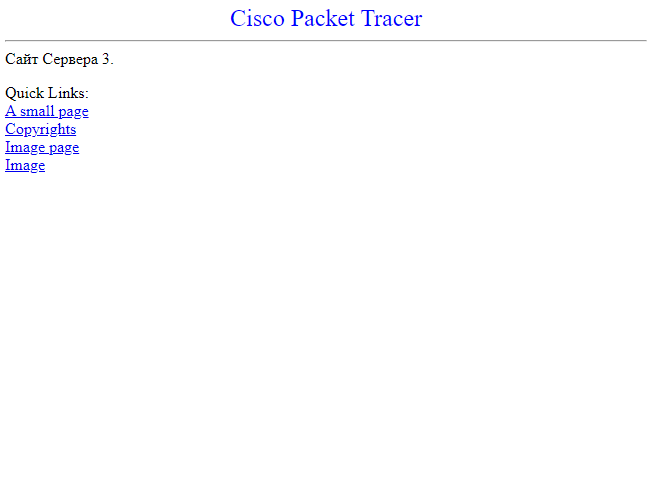 Cisco Packet Tracer
Сайт Сервера 3.
Quick Links:
A small page
Copyrights
Image page
Image